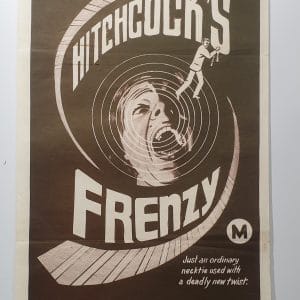 HITCHCOCK'S
FRENZY
M
Just an ordinary
necktie used with
a deadly new twist.